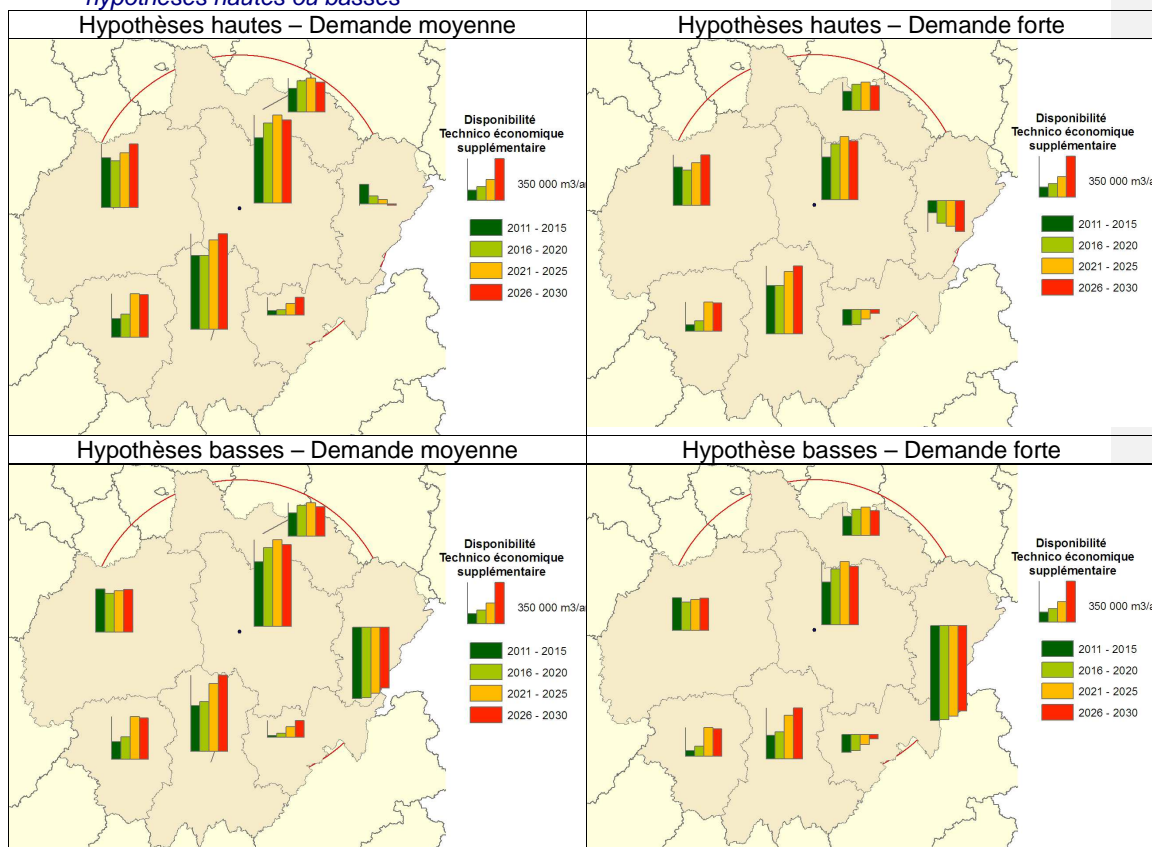 hypothèses hautes ou basses
Hypothèses hautes – Demande moyenne
Hypothèses hautes – Demande forte
Disponibilité
Technico économique
supplémentaire
350 000 m3/a
2011 - 2015
2016 - 2020
2021 - 2025
2026 - 2030
Disponibilité
Technico économique
supplémentaire
350 000 m3/a
2011 - 2015
2016 - 2020
2021 - 2025
2026 - 2030
Hypothèses basses – Demande moyenne
Hypothèse basses – Demande forte
Disponibilité
Technico économique
supplémentaire
350 000 m3/a
2011 - 2015
2016 - 2020
2021 - 2025
2026 - 2030
Disponibilité
Technico économique
supplémentaire
350 000 m3/a
2011 - 2015
2016 - 2020
2021 - 2025
2026 - 2030